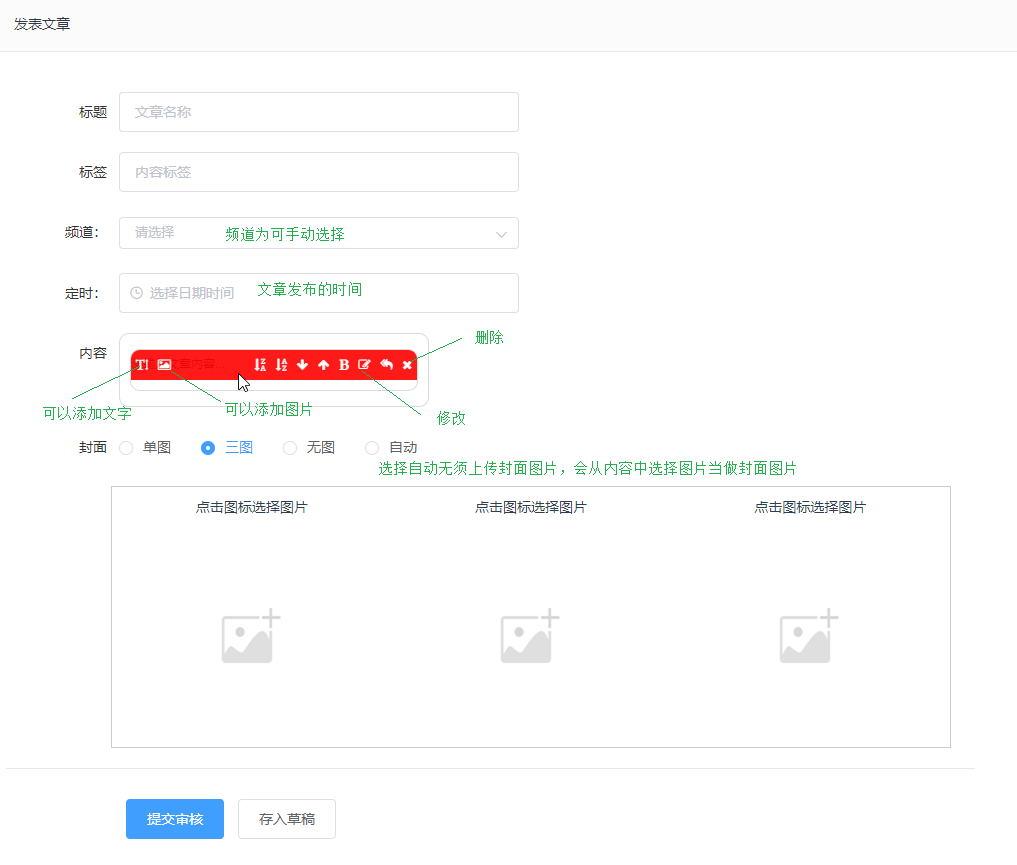 发表文章
标题 文章名称
标签 内容标签
频道： 请选择 频道为可手动选择
定时： 选择日期时间 文章发布的时间
删除
内容 T! 文章内容... B
可以添加文字 可以添加图片 修改
封面 单图 三图 无图 自动
选择自动无须上传封面图片，会从内容中选择图片当做封面图片
点击图标选择图片 点击图标选择图片 点击图标选择图片
提交审核 存入草稿